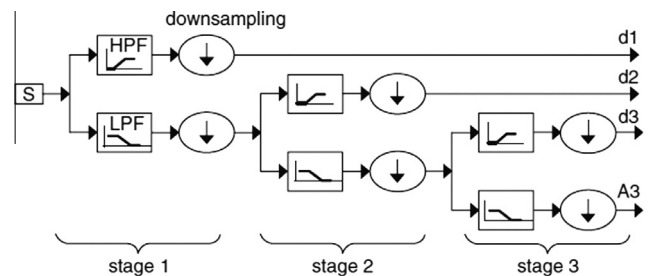 downsampling
HPF
d1
d2
S
LPF
d3
A3
stage 1
stage 2
stage 3